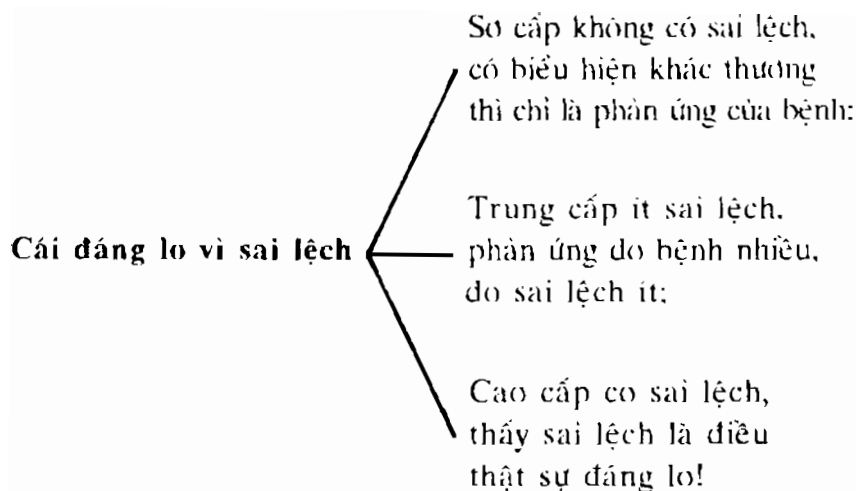 Sơ cấp không có sai lệch,
có biểu hiện khác thường
thì chỉ là phản ứng của bệnh;
Cái đáng lo vì sai lệch
Trung cấp ít sai lệch,
phản ứng do bệnh nhiều,
do sai lệch ít;
Cao cấp co sai lệch,
thấy sai lệch là điều
thật sự đáng lo!